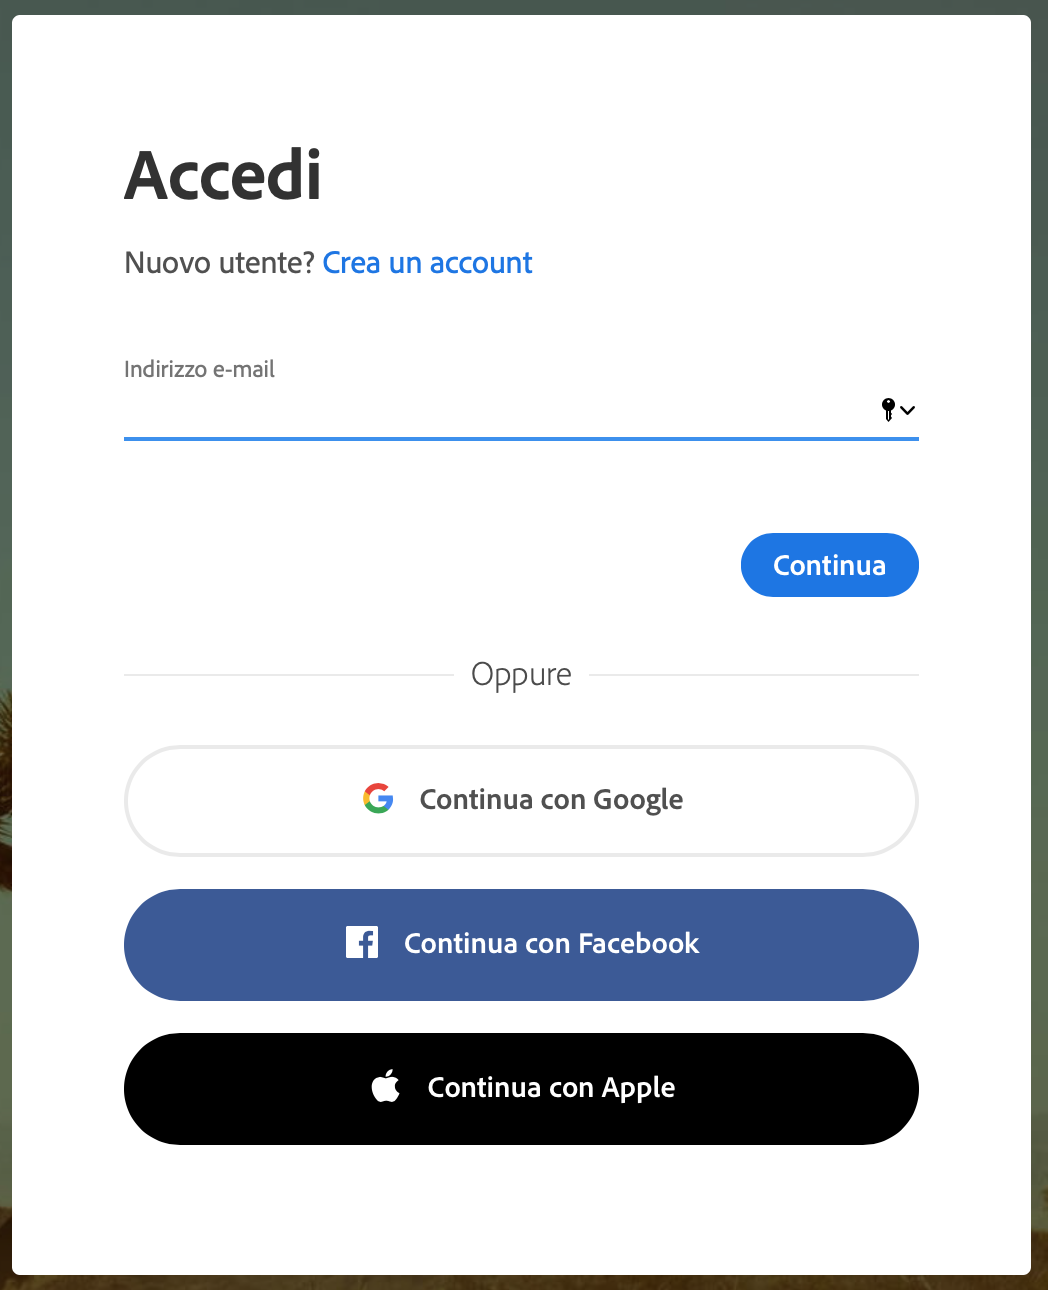 Accedi
Nuovo utente? Crea un account
Indirizzo e-mail
Continua
Oppure
Continua con Google
Continua con Facebook
Continua con Apple